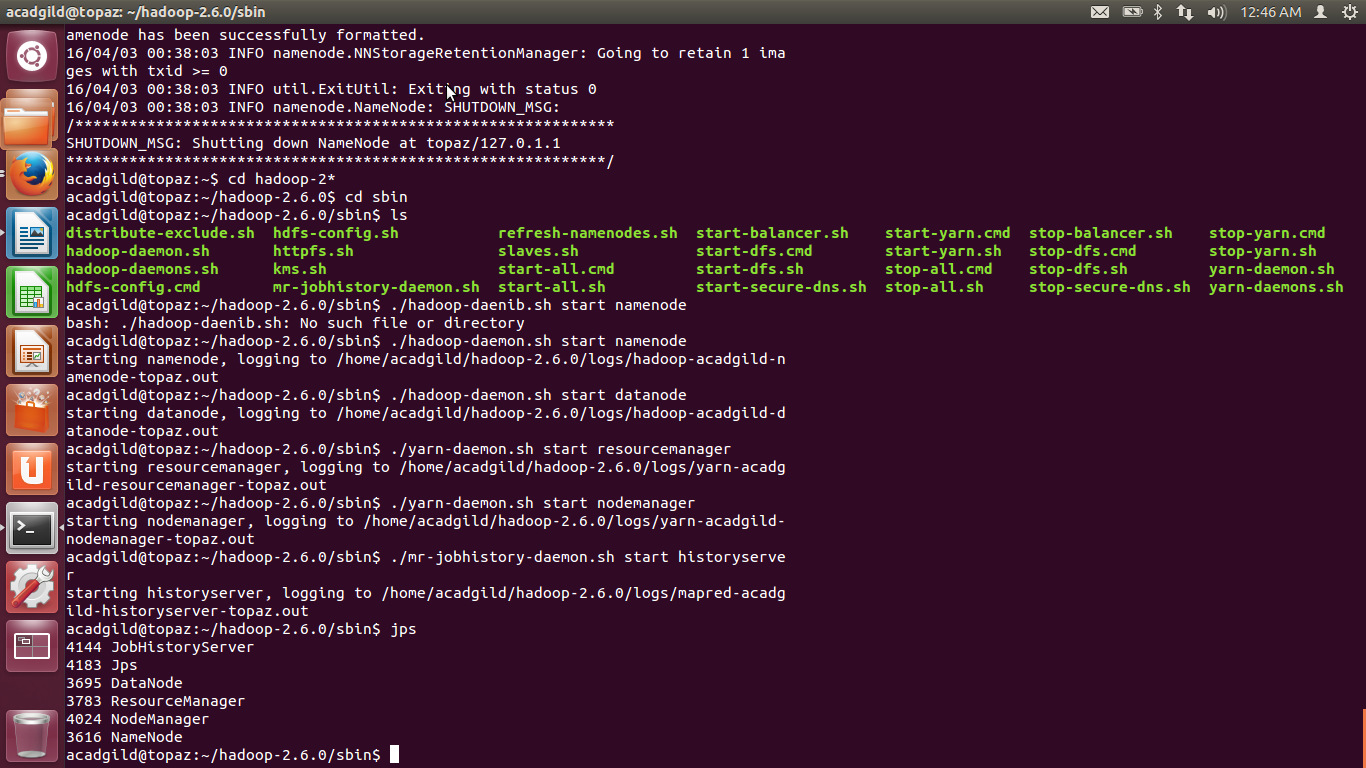 acadgild@topaz: ~/hadoop-2.6.0/sbin
12:46 AM
amenode has been successfully formatted.
16/04/03 00:38:03 INFO namenode.NNStorageRetentionManager: Going to retain 1 ima
ges with txid >= 0
16/04/03 00:38:03 INFO util.ExitUtil: Exiting with status 0
16/04/03 00:38:03 INFO namenode.NameNode: SHUTDOWN_MSG:
/************************************************************
SHUTDOWN_MSG: Shutting down NameNode at topaz/127.0.1.1
************************************************************/
acadgild@topaz:~$ cd hadoop-2*
acadgild@topaz:~/hadoop-2.6.0$ cd sbin
acadgild@topaz:~/hadoop-2.6.0/sbin$ ls
distribute-exclude.sh hdfs-config.sh refresh-namenodes.sh start-balancer.sh start-yarn.cmd stop-balancer.sh stop-yarn.cmd
hadoop-daemon.sh httpfs.sh slaves.sh start-dfs.cmd start-yarn.sh stop-dfs.cmd stop-yarn.sh
hadoop-daemons.sh kms.sh start-all.cmd start-dfs.sh stop-all.cmd stop-dfs.sh yarn-daemon.sh
hdfs-config.cmd mr-jobhistory-daemon.sh start-all.sh start-secure-dns.sh stop-all.sh stop-secure-dns.sh yarn-daemons.sh
acadgild@topaz:~/hadoop-2.6.0/sbin$ ./hadoop-daenib.sh start namenode
bash: ./hadoop-daenib.sh: No such file or directory
acadgild@topaz:~/hadoop-2.6.0/sbin$ ./hadoop-daemon.sh start namenode
starting namenode, logging to /home/acadgild/hadoop-2.6.0/logs/hadoop-acadgild-n
amenode-topaz.out
acadgild@topaz:~/hadoop-2.6.0/sbin$ ./hadoop-daemon.sh start datanode
starting datanode, logging to /home/acadgild/hadoop-2.6.0/logs/hadoop-acadgild-d
atanode-topaz.out
acadgild@topaz:~/hadoop-2.6.0/sbin$ ./yarn-daemon.sh start resourcemanager
starting resourcemanager, logging to /home/acadgild/hadoop-2.6.0/logs/yarn-acadg
ild-resourcemanager-topaz.out
acadgild@topaz:~/hadoop-2.6.0/sbin$ ./yarn-daemon.sh start nodemanager
starting nodemanager, logging to /home/acadgild/hadoop-2.6.0/logs/yarn-acadgild-
nodemanager-topaz.out
acadgild@topaz:~/hadoop-2.6.0/sbin$ ./mr-jobhistory-daemon.sh start historyserve
r
starting historyserver, logging to /home/acadgild/hadoop-2.6.0/logs/mapred-acadg
ild-historyserver-topaz.out
acadgild@topaz:~/hadoop-2.6.0/sbin$ jps
4144 JobHistoryServer
4183 Jps
3695 DataNode
3783 ResourceManager
4024 NodeManager
3616 NameNode
acadgild@topaz:~/hadoop-2.6.0/sbin$